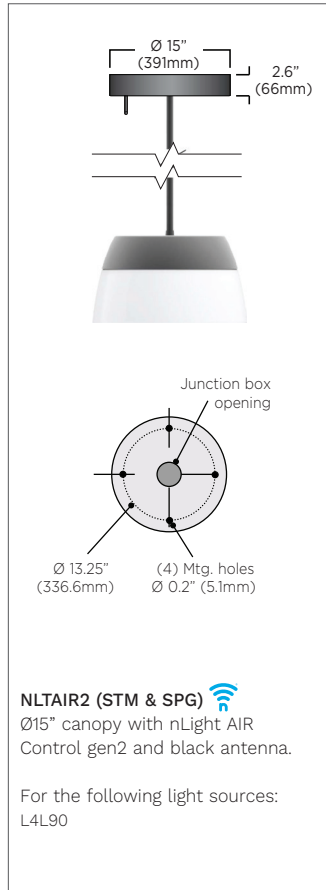 Ø 15”
(391mm)
2.6”
(66mm)
Junction box
opening
Ø 13.25”
(336.6mm)
(4) Mtg. holes
Ø 0.2” (5.1mm)
NLTAIR2 (STM & SPG)
Ø15” canopy with nLight AIR
Control gen2 and black antenna.
For the following light sources:
L4L90